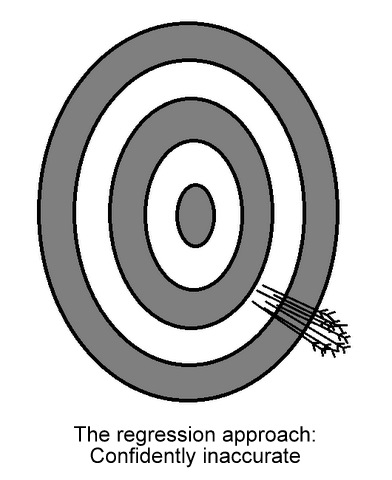 The regression approach:
Confidently inaccurate